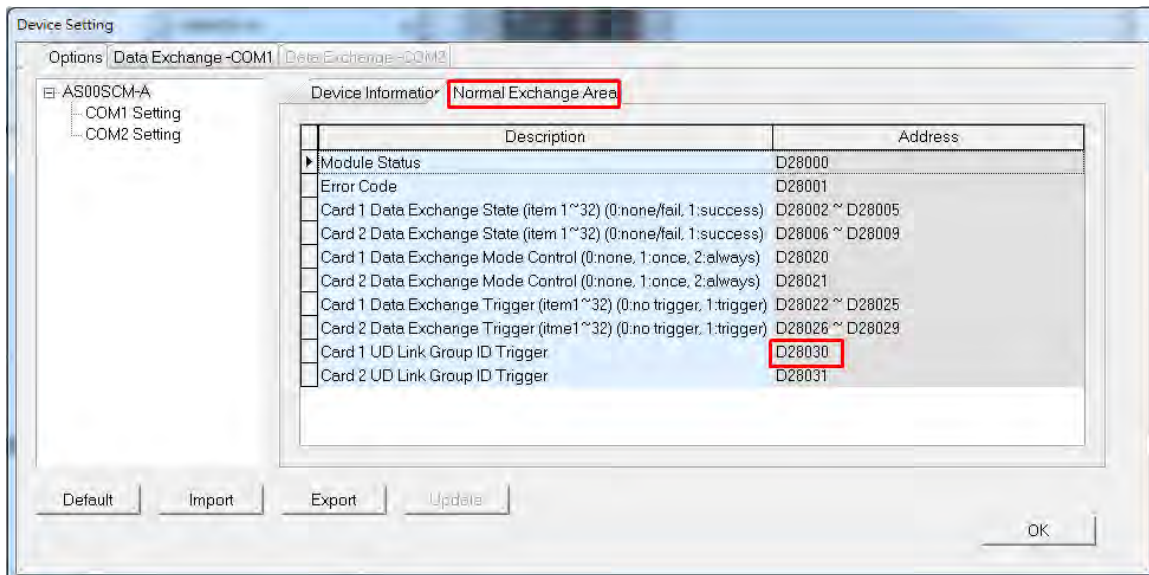 Device Setting
Options Data Exchange -COM1 Data Exchange -COM2
AS00SCM-A
COM1 Setting
COM2 Setting
Device Information Normal Exchange Area
Description Address
Module Status D28000
Error Code D28001
Card 1 Data Exchange State (item 1~32) (0:none/fail, 1:success) D28002 ~ D28005
Card 2 Data Exchange State (item 1~32) (0:none/fail, 1:success) D28006 ~ D28009
Card 1 Data Exchange Mode Control (0:none, 1:once, 2:always) D28020
Card 2 Data Exchange Mode Control (0:none, 1:once, 2:always) D28021
Card 1 Data Exchange Trigger (item1~32) (0:no trigger, 1:trigger) D28022 ~ D28025
Card 2 Data Exchange Trigger (itme1~32) (0:no trigger, 1:trigger) D28026 ~ D28029
Card 1 UD Link Group ID Trigger D28030
Card 2 UD Link Group ID Trigger D28031
Default Import Export Update
OK